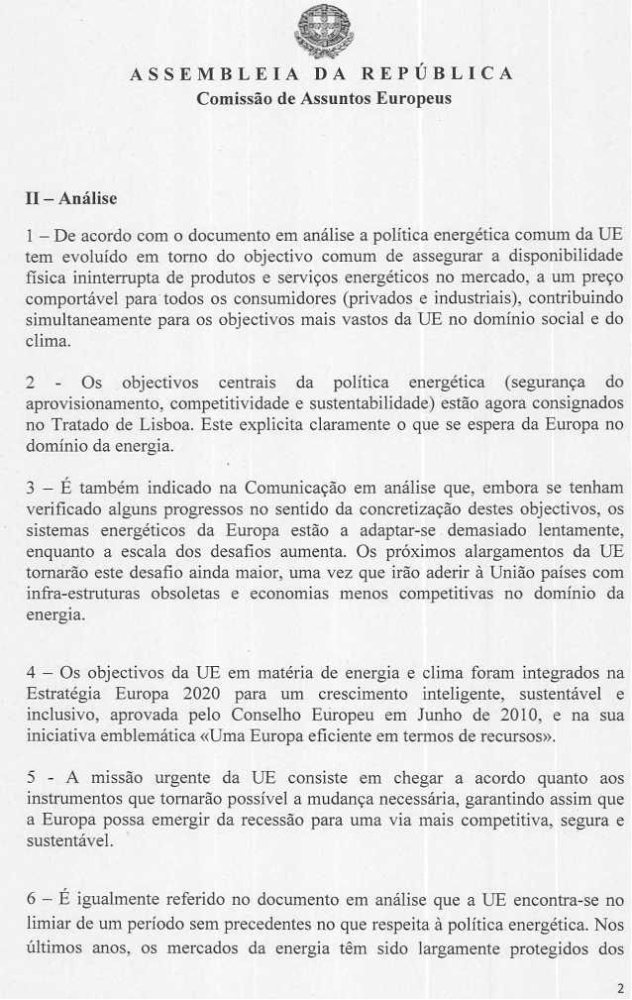 ASSEMBLEIA DA REPÚBLICA
Comissão de Assuntos Europeus
II – Análise
1 – De acordo com o documento em análise a política energética comum da UE
tem evoluído em torno do objectivo comum de assegurar a disponibilidade
física ininterrupta de produtos e serviços energéticos no mercado, a um preço
comportável para todos os consumidores (privados e industriais), contribuindo
simultaneamente para os objectivos mais vastos da UE no domínio social e do
clima.
2 - Os objectivos centrais da política energética (segurança do
aprovisionamento, competitividade e sustentabilidade) estão agora consignados
no Tratado de Lisboa. Este explicita claramente o que se espera da Europa no
domínio da energia.
3 – É também indicado na Comunicação em análise que, embora se tenham
verificado alguns progressos no sentido da concretização destes objectivos, os
sistemas energéticos da Europa estão a adaptar-se demasiado lentamente,
enquanto a escala dos desafios aumenta. Os próximos alargamentos da UE
tornarão este desafio ainda maior, uma vez que irão aderir à União países com
infra-estruturas obsoletas e economias menos competitivas no domínio da
energia.
4 – Os objectivos da UE em matéria de energia e clima foram integrados na
Estratégia Europa 2020 para um crescimento inteligente, sustentável e
inclusivo, aprovada pelo Conselho Europeu em Junho de 2010, e na sua
iniciativa emblemática «Uma Europa eficiente em termos de recursos».
5 - A missão urgente da UE consiste em chegar a acordo quanto aos
instrumentos que tornarão possível a mudança necessária, garantindo assim que
a Europa possa emergir da recessão para uma via mais competitiva, segura e
sustentável.
6 – É igualmente referido no documento em análise que a UE encontra-se no
limiar de um período sem precedentes no que respeita à política energética. Nos
últimos anos, os mercados da energia têm sido largamente protegidos dos
2